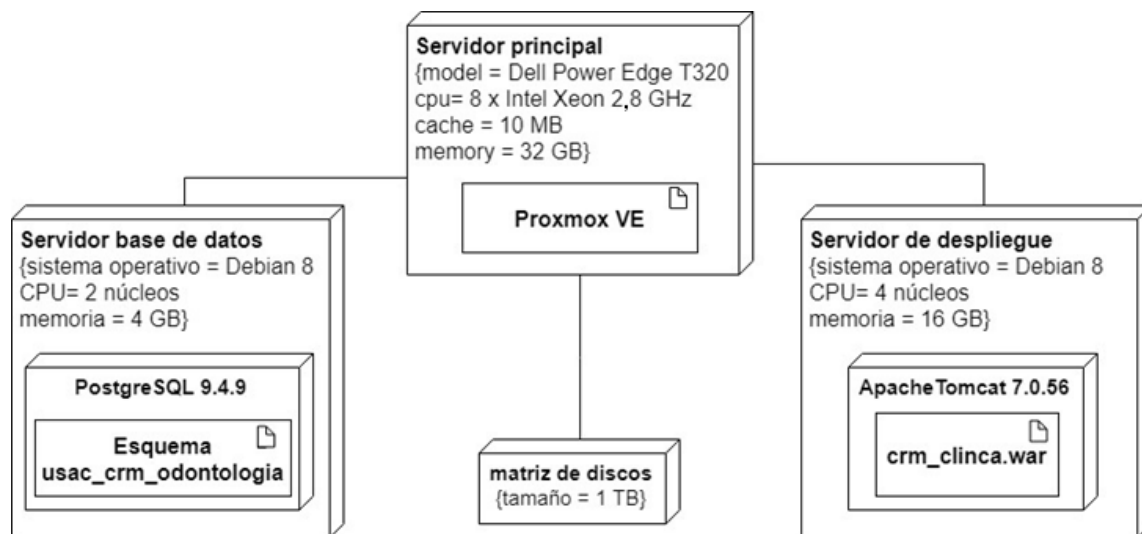 Servidor principal
{model = Dell Power Edge T320
cpu= 8 x Intel Xeon 2,8 GHz
cache = 10 MB
memory = 32 GB}
Proxmox VE
Servidor base de datos
{sistema operativo = Debian 8
CPU= 2 núcleos
memoria = 4 GB}
PostgreSQL 9.4.9
Esquema
usac_crm_odontologia
matriz de discos
{tamaño = 1 TB}
Servidor de despliegue
{sistema operativo = Debian 8
CPU= 4 núcleos
memoria = 16 GB}
ApacheTomcat 7.0.56
crm_clinca.war